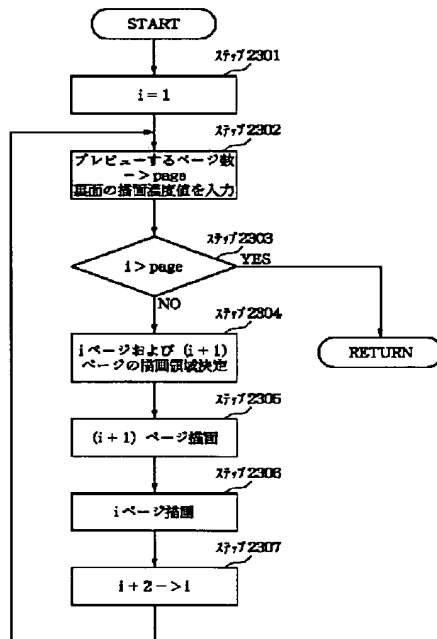 START
ステップ2301
i = 1
ステップ2302
プレビューするページ数
->page
裏面の描画濃度値を入力
ステップ2303
i > page
YES
NO
ステップ2304
iページおよび (i + 1)
ページの描画領域決定
RETURN
ステップ2305
(i + 1) ページ描画
ステップ2306
iページ描画
ステップ2307
i + 2 -> i